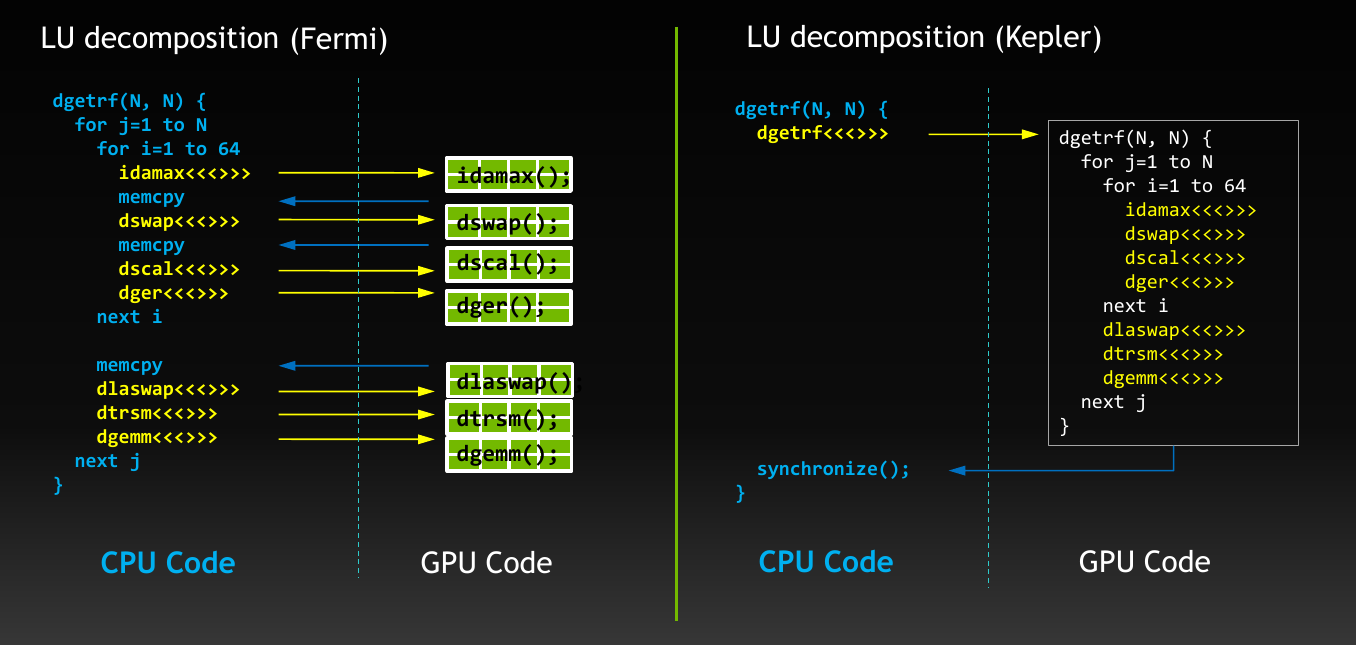 LU decomposition (Fermi)
dgetrf(N, N) {
for j=1 to N
for i=1 to 64
idamax<<<>>>
memcpy
dswap<<<>>>
memcpy
dscal<<<>>>
dger<<<>>>
next i
memcpy
dlaswap<<<>>>
dtrsm<<<>>>
dgemm<<<>>>
next j
}
idamax();
dswap();
dscal();
dger();
dlaswap();
dtrsm();
dgemm();
CPU Code
GPU Code
LU decomposition (Kepler)
dgetrf(N, N) {
dgetrf<<<>>>
synchronize();
}
dgetrf(N, N) {
for j=1 to N
for i=1 to 64
idamax<<<>>>
dswap<<<>>>
dscal<<<>>>
dger<<<>>>
next i
dlaswap<<<>>>
dtrsm<<<>>>
dgemm<<<>>>
next j
}
CPU Code
GPU Code